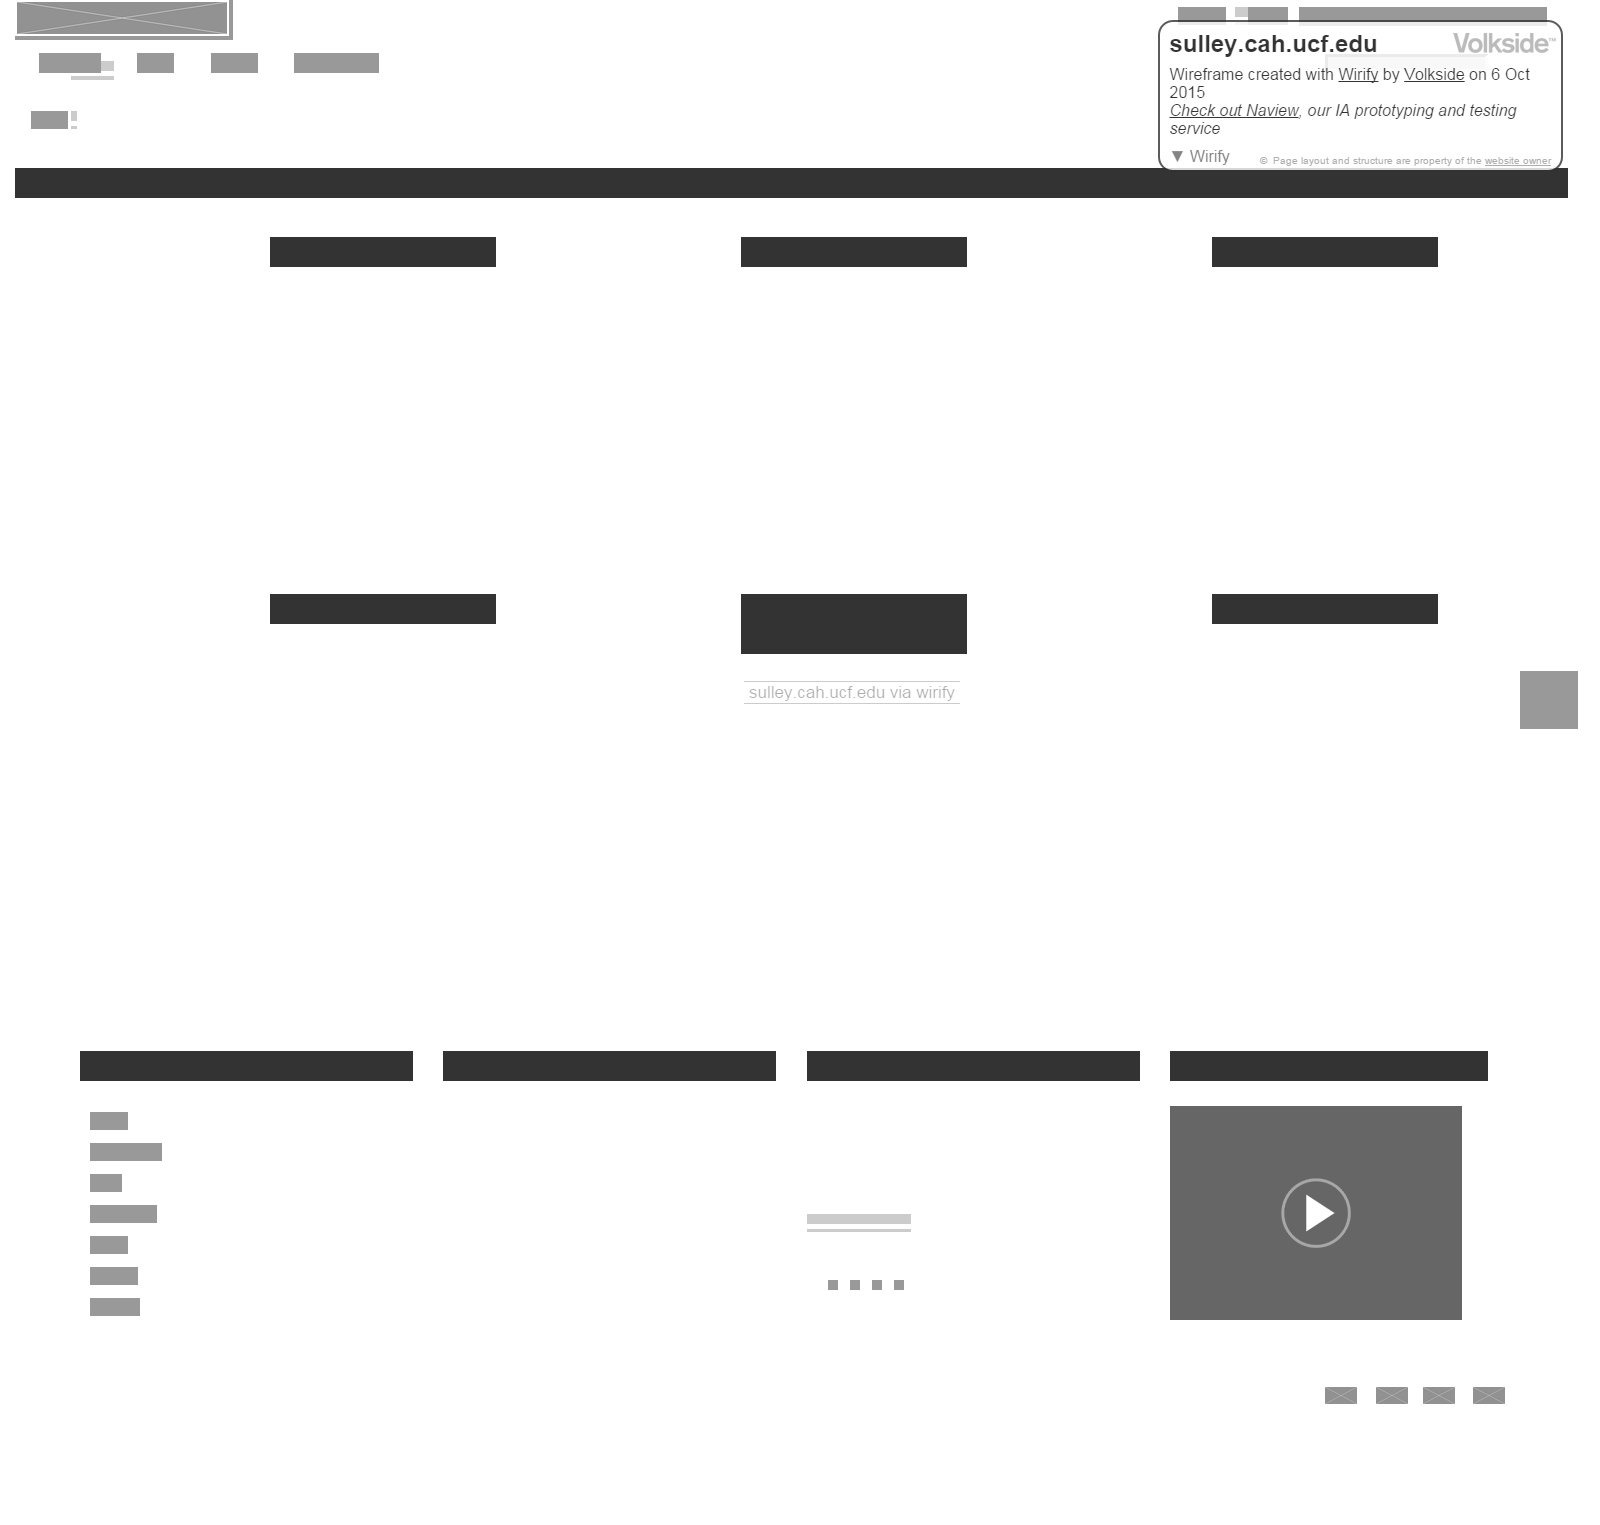 sulley.cah.ucf.edu
Volkside™
Wireframe created with Wirify by Volkside on 6 Oct
2015
Check out Naview, our IA prototyping and testing
service
▼ Wirify
© Page layout and structure are property of the website owner
sulley.cah.ucf.edu via wirify